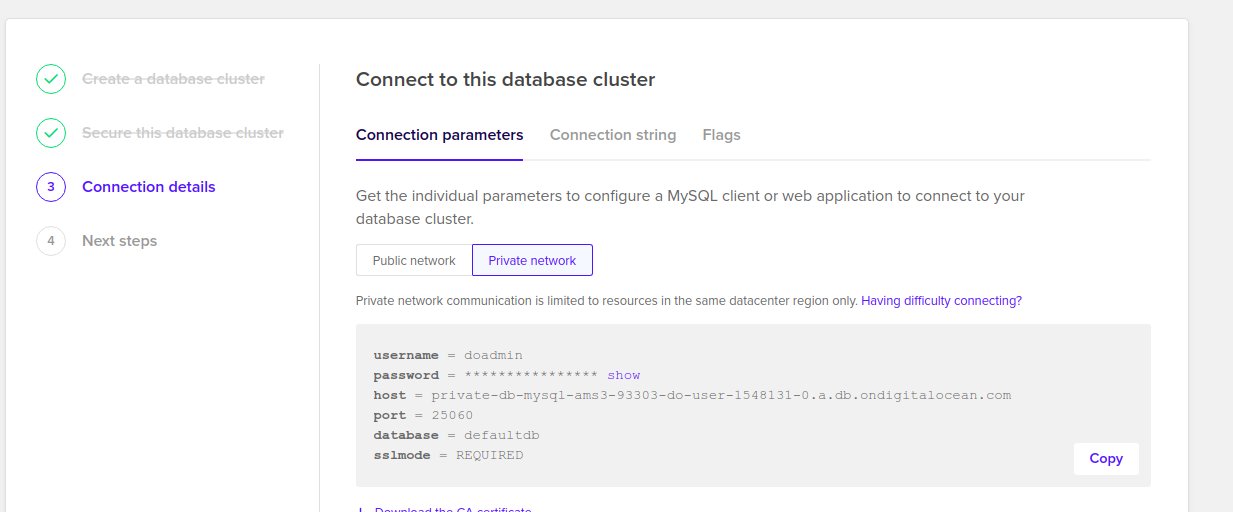 Create a database cluster
Secure this database cluster
3 Connection details
4 Next steps
Connect to this database cluster
Connection parameters Connection string Flags
Get the individual parameters to configure a MySQL client or web application to connect to your
database cluster.
Public network Private network
Private network communication is limited to resources in the same datacenter region only. Having difficulty connecting?
username = doadmin
password = **************** show
host = private-db-mysql-ams3-93303-do-user-1548131-0.a.db.ondigitalocean.com
port = 25060
database = defaultdb
sslmode = REQUIRED
Copy
Download the CA certificate